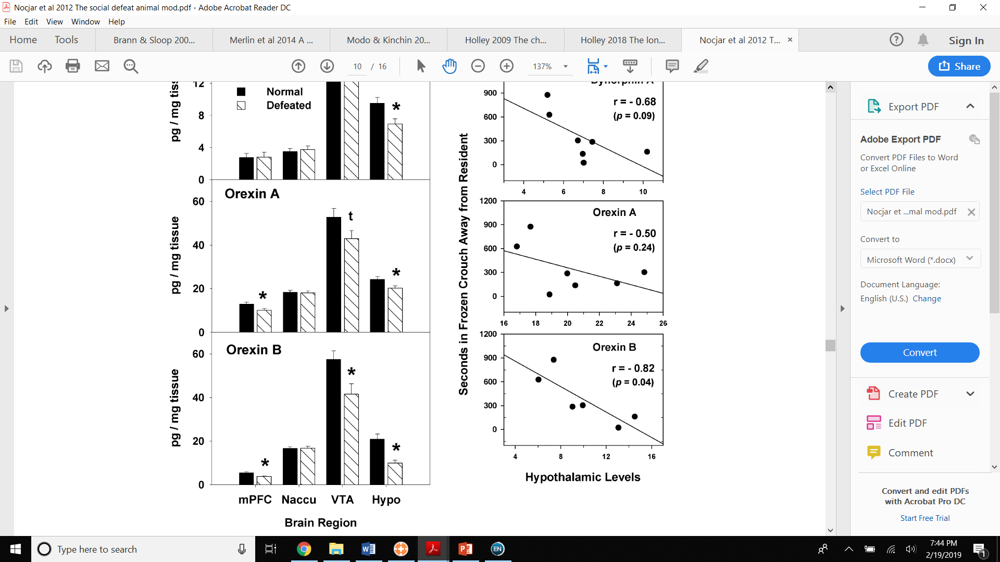 Nocjar et al 2012 The social defeat animal mod.pdf - Adobe Acrobat Reader DC
File Edit View Window Help
Home Tools Brann & Sloop 200... Merlin et al 2014 A ... Modo & Kinchin 20... Holley 2009 The ch... Holley 2018 The lon... Nocjar et al 2012 T... × Sign In
10 / 16 137% Share
pg / mg tiss
12
8
4
0
Normal
Defeated
*
Orexin A
pg / mg tissue
60
40
20
0
*
t
*
Orexin B
pg / mg tissue
60
40
20
0
*
*
*
mPFC Naccu VTA Hypo
Brain Region
Seconds in Frozen Crouch Away from Resident
Dynorphin A
r = - 0.68
(p = 0.09)
900
600
300
0
4 6 8 10
Orexin A
r = - 0.50
(p = 0.24)
1200
900
600
300
0
16 18 20 22 24 26
Orexin B
r = - 0.82
(p = 0.04)
1200
900
600
300
0
4 8 12 16
Hypothalamic Levels
Export PDF
Adobe Export PDF
Convert PDF Files to Word
or Excel Online
Select PDF File
Nocjar et ...mal mod.pdf
Convert to
Microsoft Word (*.docx)
Document Language:
English (U.S.) Change
Convert
Create PDF
Edit PDF
Comment
Convert and edit PDFs
with Acrobat Pro DC
Start Free Trial
Type here to search
EN
7:44 PM
2/19/2019
1